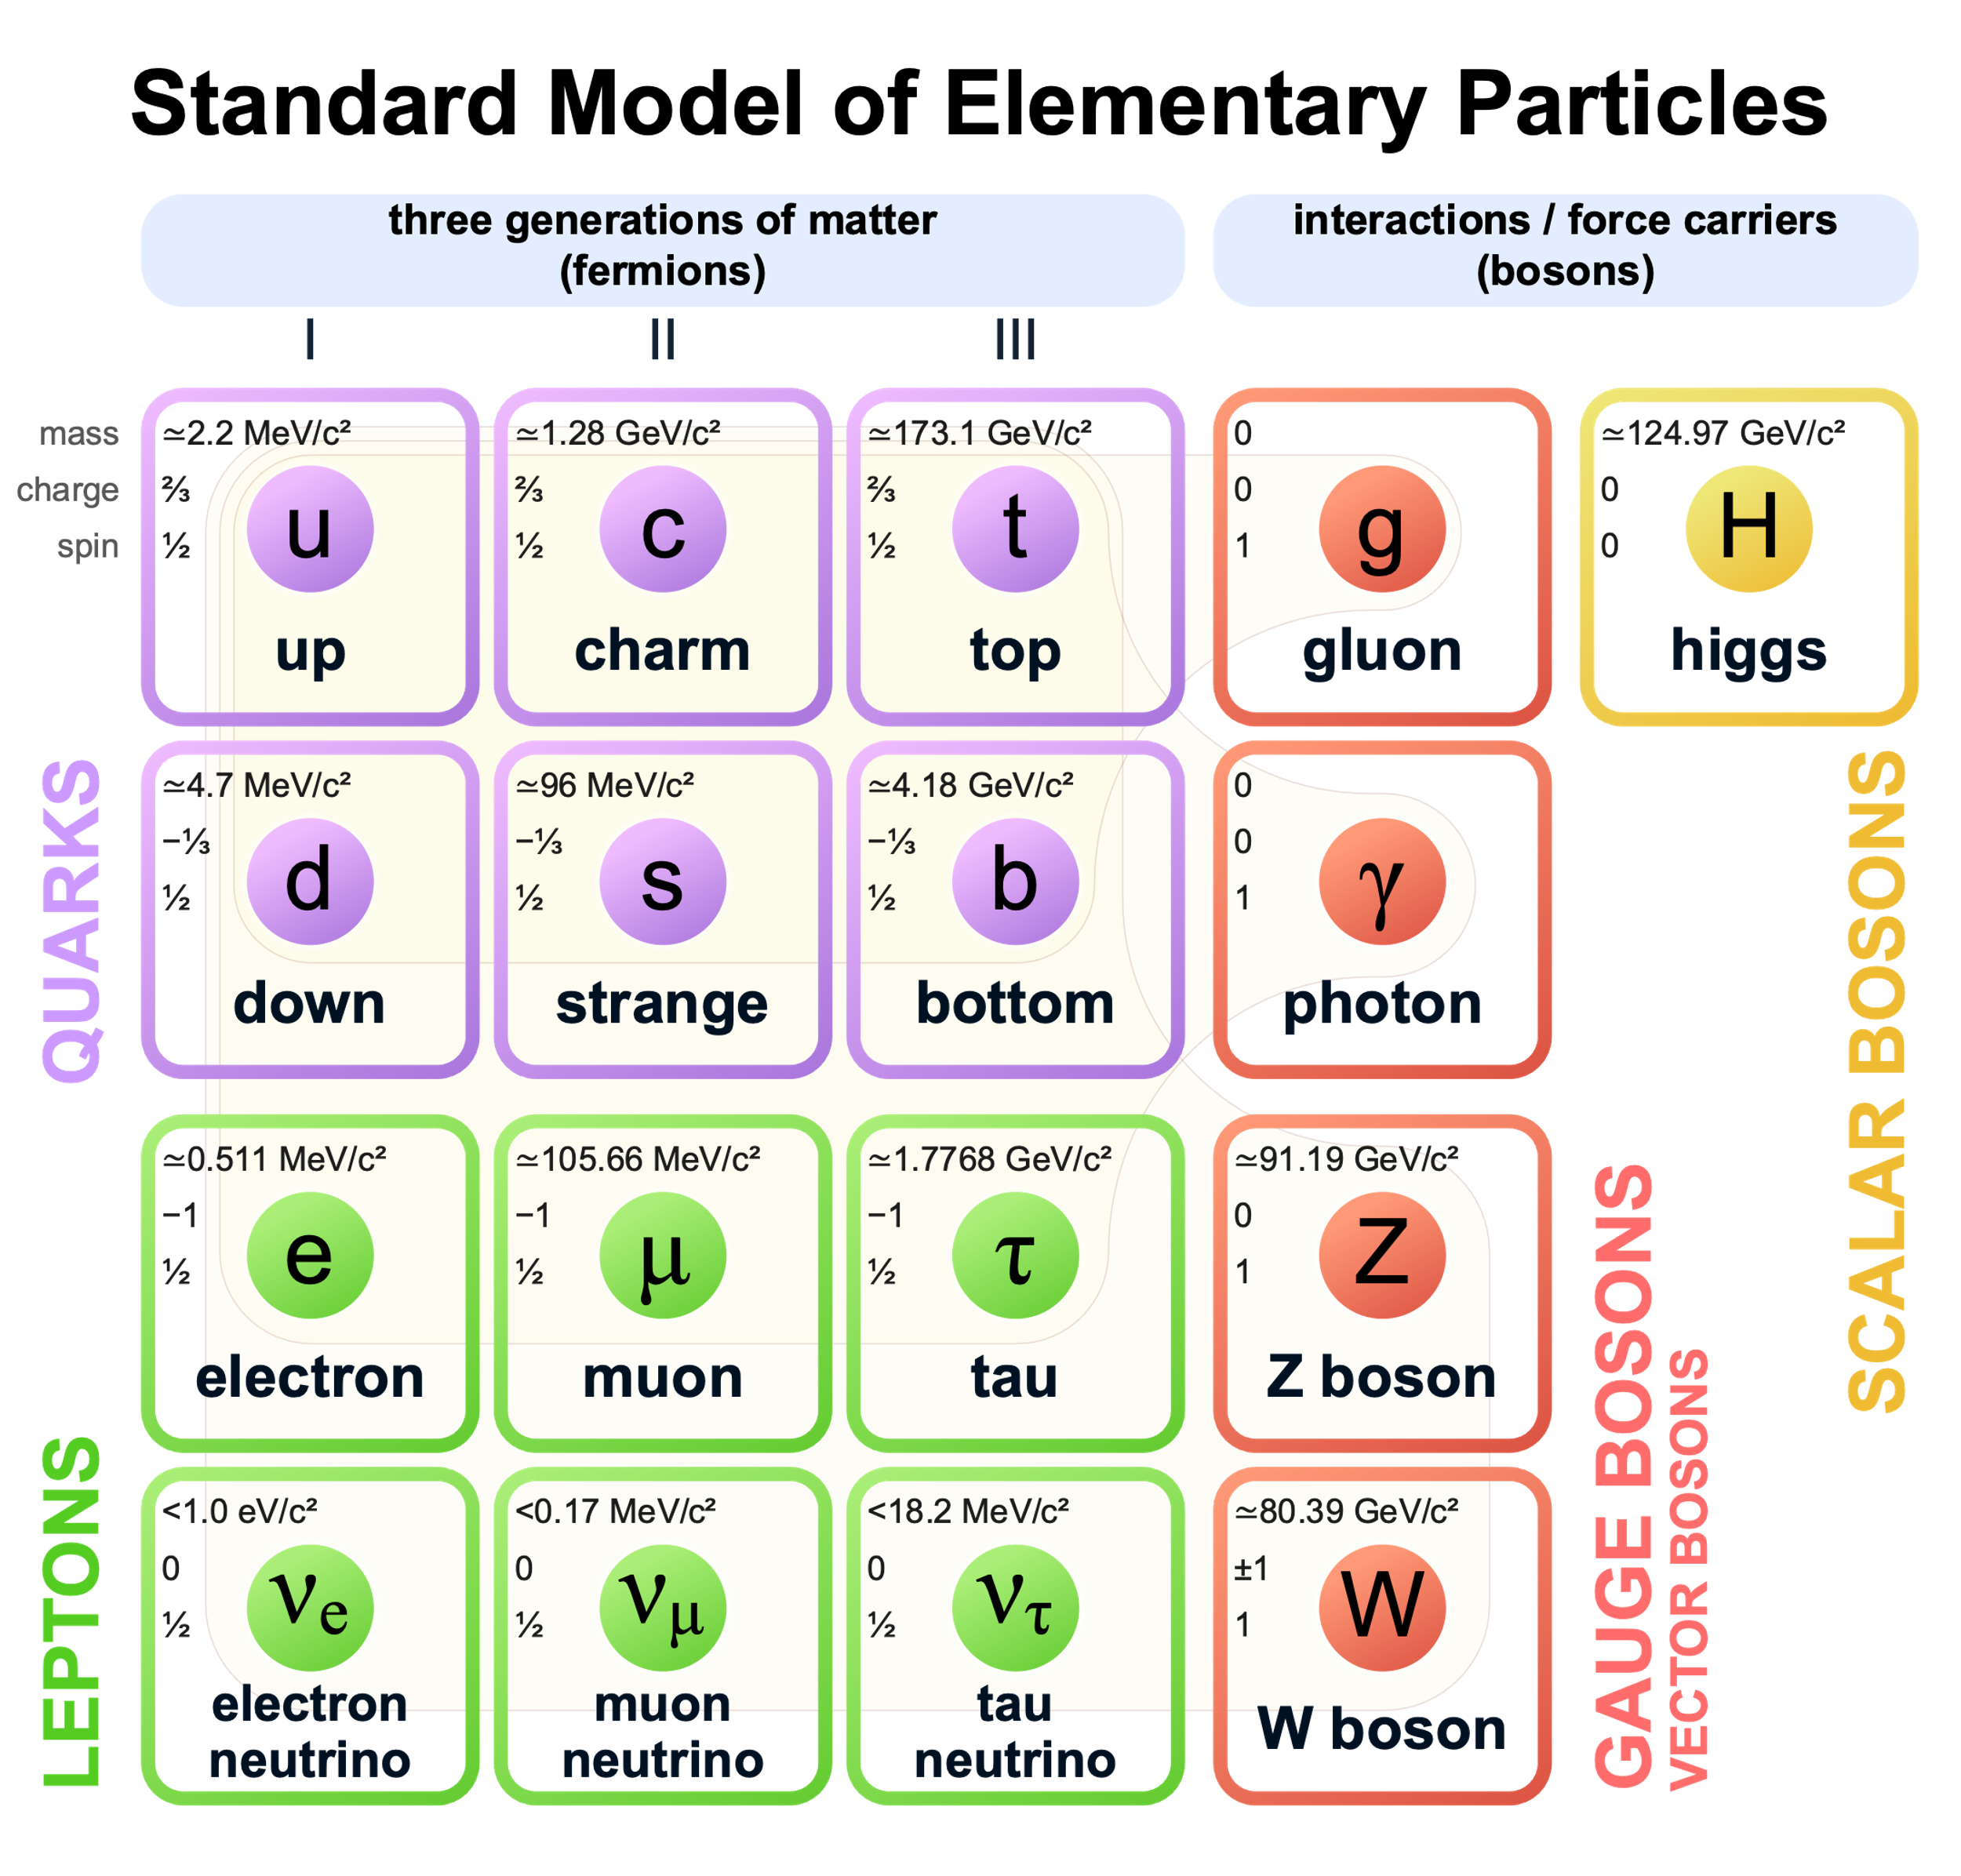 Standard Model of Elementary Particles
three generations of matter
(fermions)
interactions / force carriers
(bosons)
I
II
III
mass
charge
spin
≃2.2 MeV/c²
⅔
½
u
up
≃1.28 GeV/c²
⅔
½
c
charm
≃173.1 GeV/c²
⅔
½
t
top
0
0
1
g
gluon
≃124.97 GeV/c²
0
0
H
higgs
QUARKS
≃4.7 MeV/c²
−⅓
½
d
down
≃96 MeV/c²
−⅓
½
s
strange
≃4.18 GeV/c²
−⅓
½
b
bottom
0
0
1
γ
photon
SCALAR BOSONS
≃0.511 MeV/c²
−1
½
e
electron
≃105.66 MeV/c²
−1
½
μ
muon
≃1.7768 GeV/c²
−1
½
τ
tau
≃91.19 GeV/c²
0
1
Z
Z boson
LEPTONS
<1.0 eV/c²
0
½
νe
electron
neutrino
<0.17 MeV/c²
0
½
νμ
muon
neutrino
<18.2 MeV/c²
0
½
ντ
tau
neutrino
≃80.39 GeV/c²
±1
1
W
W boson
GAUGE BOSONS
VECTOR BOSONS